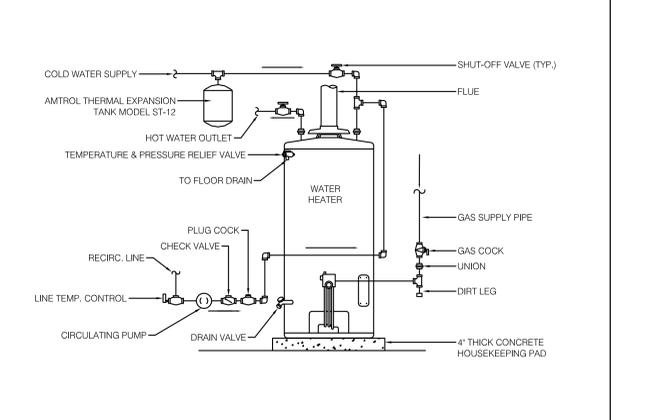 SHUT-OFF VALVE (TYP.)
COLD WATER SUPPLY
FLUE
AMTROL THERMAL EXPANSION
TANK MODEL ST-12
HOT WATER OUTLET
TEMPERATURE & PRESSURE RELIEF VALVE
TO FLOOR DRAIN
WATER
HEATER
GAS SUPPLY PIPE
PLUG COCK
CHECK VALVE
GAS COCK
RECIRC. LINE
UNION
DIRT LEG
LINE TEMP. CONTROL
CIRCULATING PUMP
DRAIN VALVE
4" THICK CONCRETE
HOUSEKEEPING PAD